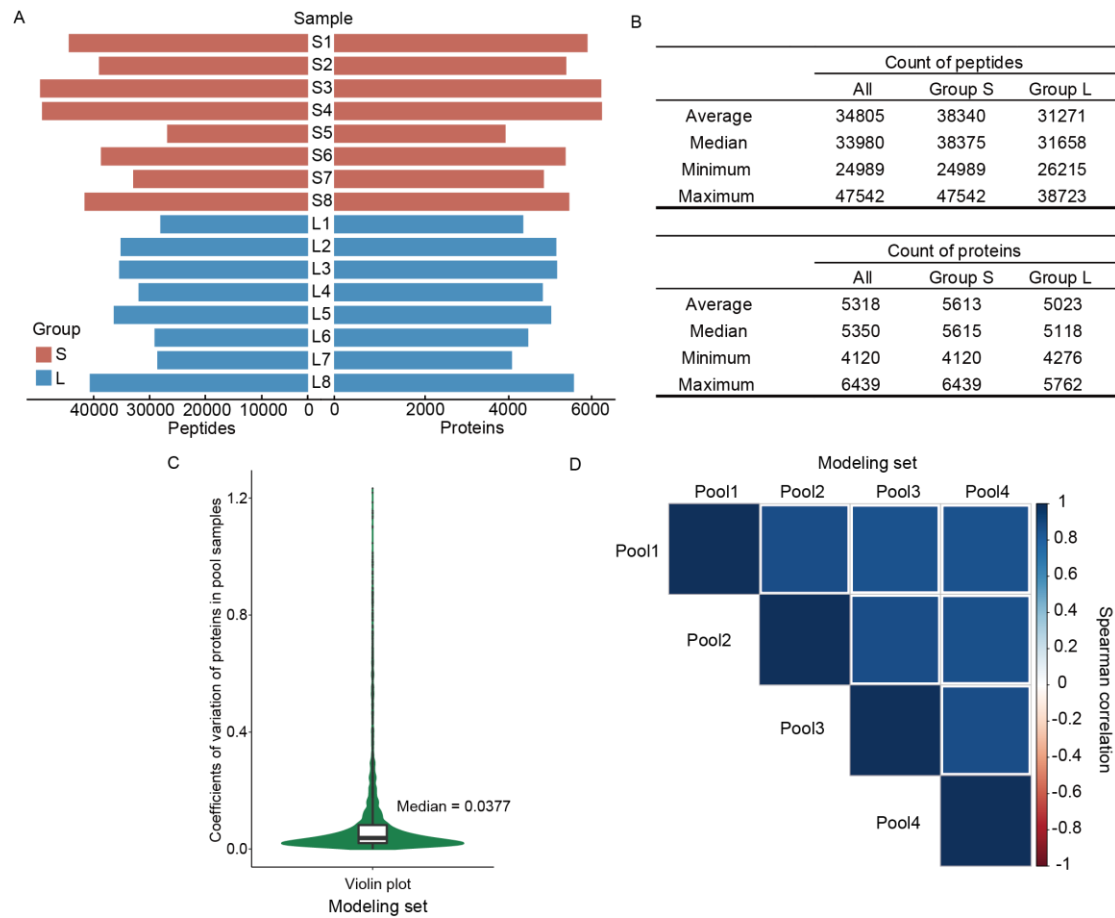 A
Sample
S1
S2
S3
S4
S5
S6
S7
S8
L1
L2
L3
L4
L5
L6
L7
L8
Group
S
L
40000 30000 20000 10000 0 0 2000 4000 6000
Peptides Proteins
B
Count of peptides
All Group S Group L
Average 34805 38340 31271
Median 33980 38375 31658
Minimum 24989 24989 26215
Maximum 47542 47542 38723
Count of proteins
All Group S Group L
Average 5318 5613 5023
Median 5350 5615 5118
Minimum 4120 4120 4276
Maximum 6439 6439 5762
C
Coefficients of variation of proteins in pool samples
1.2
0.8
0.4
0.0
Median = 0.0377
Violin plot
Modeling set
D
Modeling set
Pool1 Pool2 Pool3 Pool4
Pool1
Pool2
Pool3
Pool4
1
0.8
0.6
0.4
0.2
0
-0.2
-0.4
-0.6
-0.8
-1
Spearman correlation